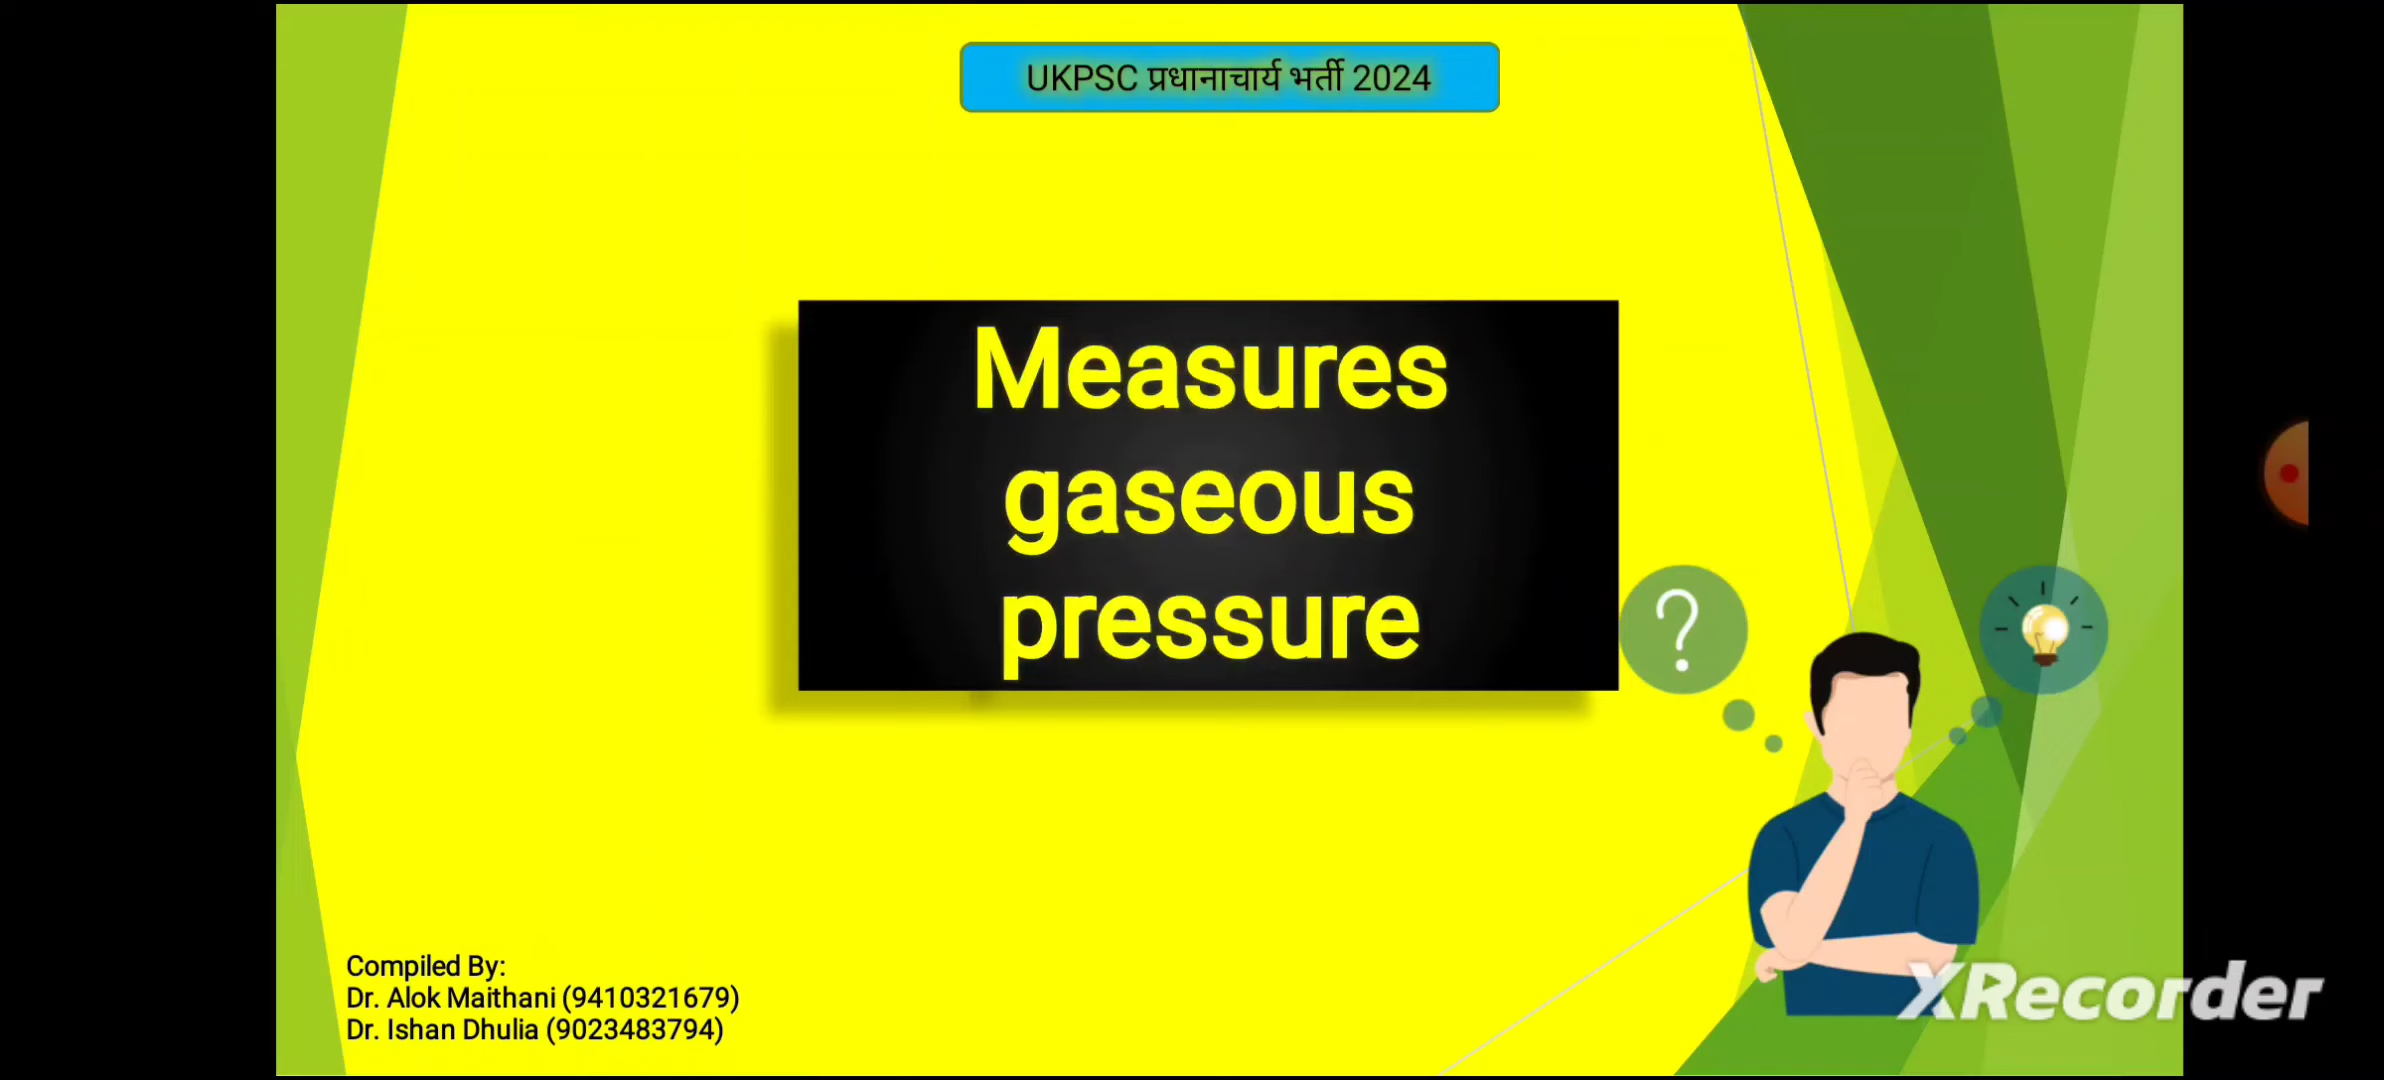 UKPSC प्रधानाचार्य भर्ती 2024
Measures
gaseous
pressure
?
Compiled By:
Dr. Alok Maithani (9410321679)
Dr. Ishan Dhulia (9023483794)
XRecorder